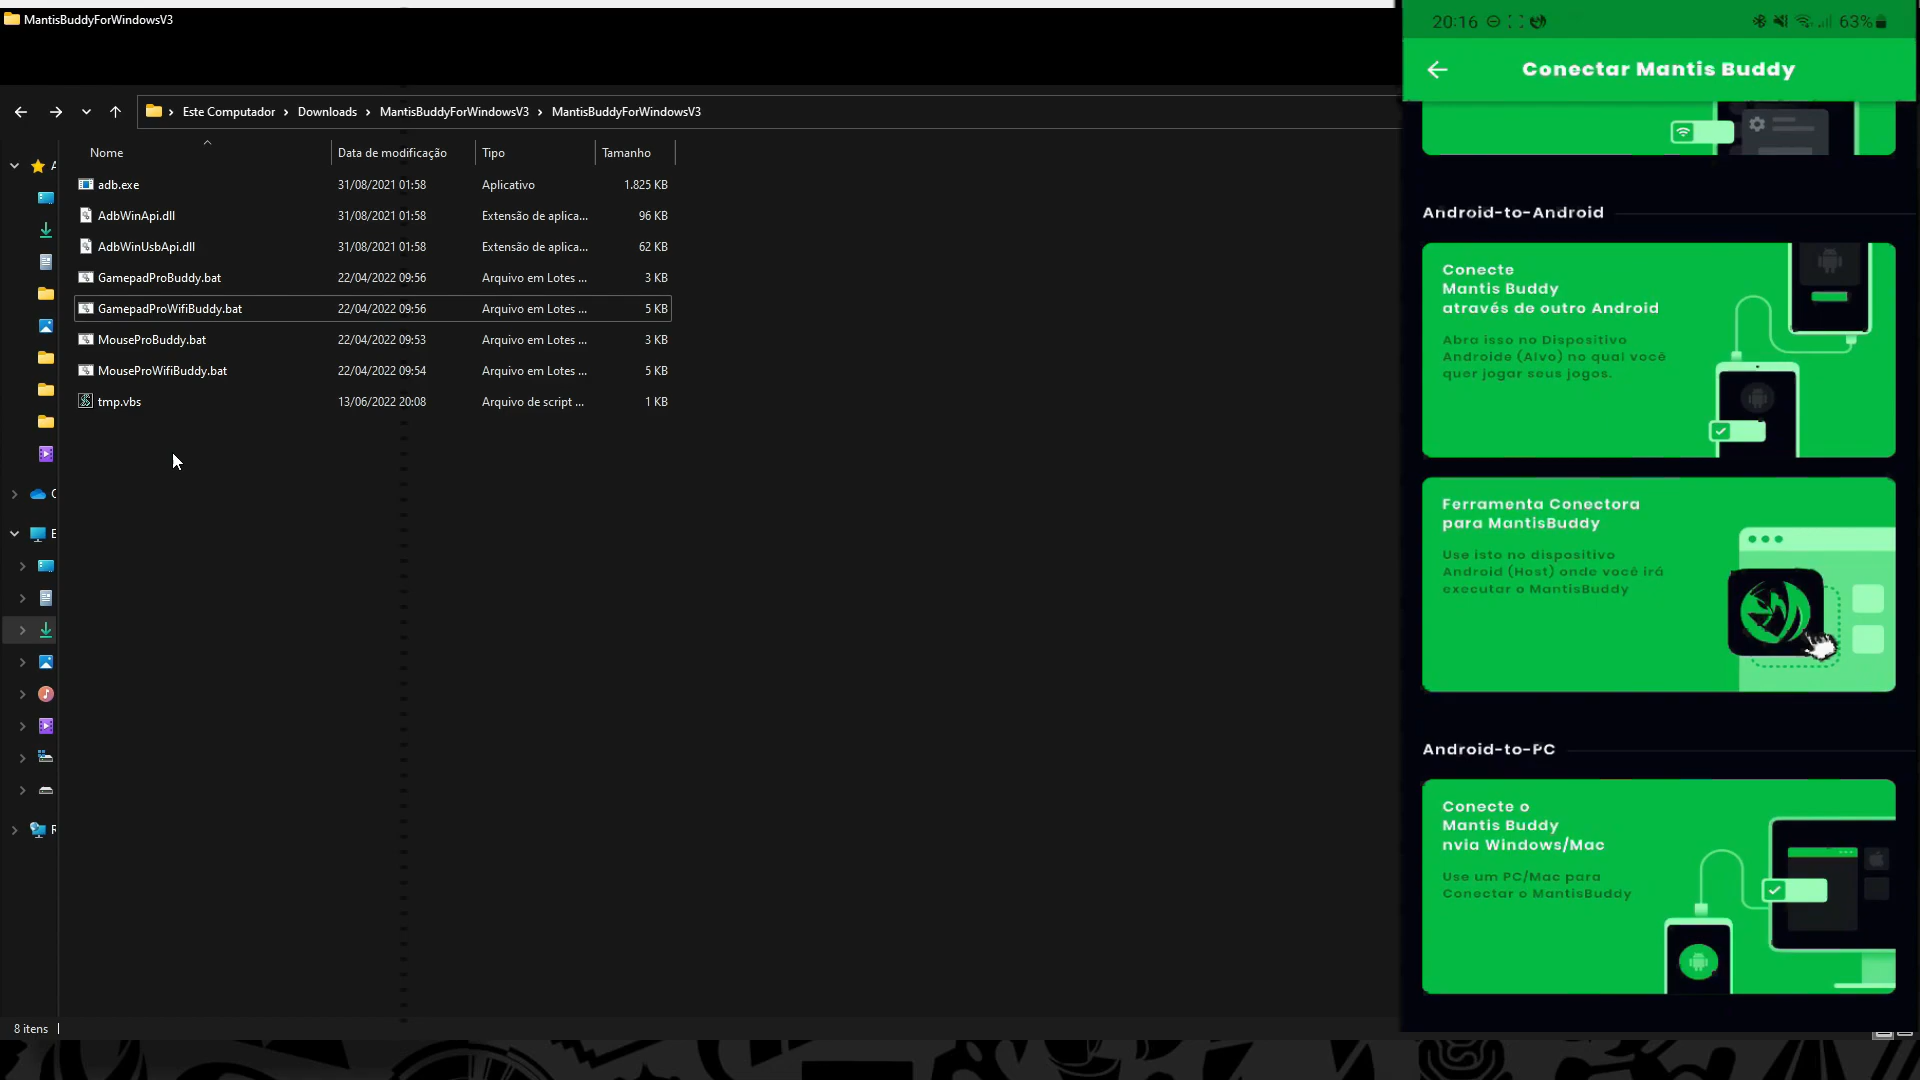 MantisBuddyForWindowsV3
Este Computador > Downloads > MantisBuddyForWindowsV3 > MantisBuddyForWindowsV3
Nome Data de modificação Tipo Tamanho
adb.exe 31/08/2021 01:58 Aplicativo 1.825 KB
AdbWinApi.dll 31/08/2021 01:58 Extensão de aplica... 96 KB
AdbWinUsbApi.dll 31/08/2021 01:58 Extensão de aplica... 62 KB
GamepadProBuddy.bat 22/04/2022 09:56 Arquivo em Lotes ... 3 KB
GamepadProWifiBuddy.bat 22/04/2022 09:56 Arquivo em Lotes ... 5 KB
MouseProBuddy.bat 22/04/2022 09:53 Arquivo em Lotes ... 3 KB
MouseProWifiBuddy.bat 22/04/2022 09:54 Arquivo em Lotes ... 5 KB
tmp.vbs 13/06/2022 20:08 Arquivo de script ... 1 KB
8 itens
20:16 63%
Conectar Mantis Buddy
Android-to-Android
Conecte
Mantis Buddy
através de outro Android
Abra isso no Dispositivo
Androide (Alvo) no qual você
quer jogar seus jogos.
Ferramenta Conectora
para MantisBuddy
Use isto no dispositivo
Android (Host) onde você irá
executar o MantisBuddy
Android-to-PC
Conecte o
Mantis Buddy
nvia Windows/Mac
Use um PC/Mac para
Conectar o MantisBuddy